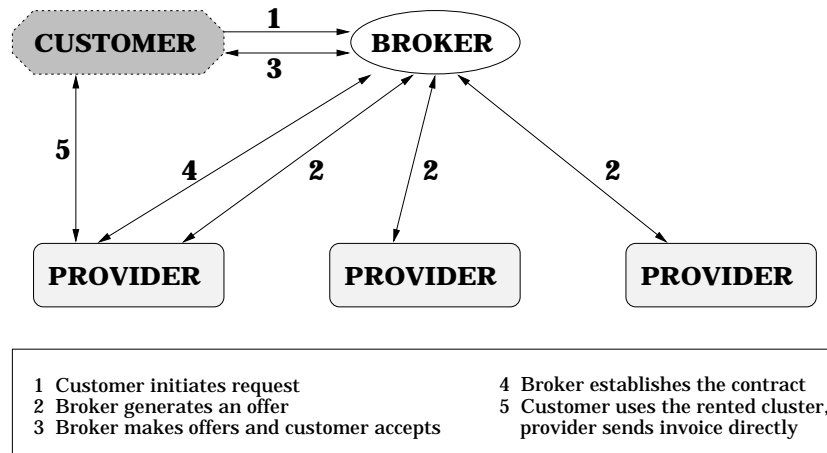 1
CUSTOMER
BROKER
3
5
4
2
2
2
PROVIDER
PROVIDER
PROVIDER
1 Customer initiates request
2 Broker generates an offer
3 Broker makes offers and customer accepts
4 Broker establishes the contract
5 Customer uses the rented cluster,
provider sends invoice directly